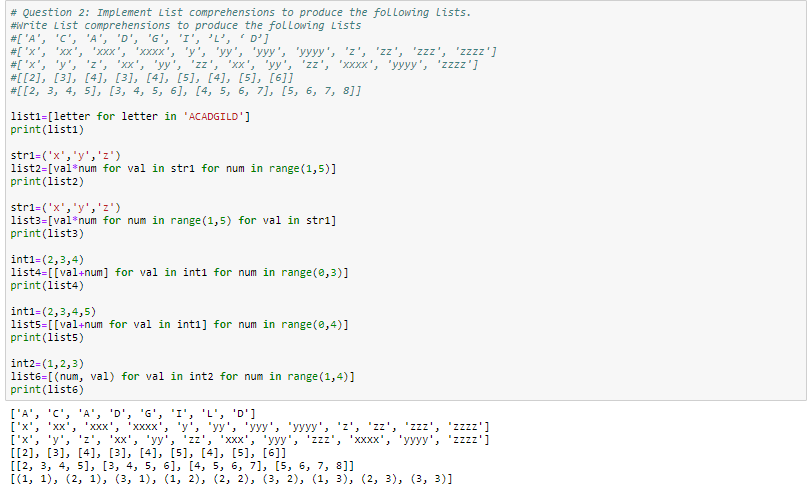 # Question 2: Implement List comprehensions to produce the following lists.
#Write List comprehensions to produce the following Lists
#['A', 'C', 'A', 'D', 'G', 'I', ’L’, ‘ D’]
#['x', 'xx', 'xxx', 'xxxx', 'y', 'yy', 'yyy', 'yyyy', 'z', 'zz', 'zzz', 'zzzz']
#['x', 'y', 'z', 'xx', 'yy', 'zz', 'xx', 'yy', 'zz', 'xxxx', 'yyyy', 'zzzz']
#[[2], [3], [4], [3], [4], [5], [4], [5], [6]]
#[[2, 3, 4, 5], [3, 4, 5, 6], [4, 5, 6, 7], [5, 6, 7, 8]]
list1=[letter for letter in 'ACADGILD']
print(list1)
str1=('x','y','z')
list2=[val*num for val in str1 for num in range(1,5)]
print(list2)
str1=('x','y','z')
list3=[val*num for num in range(1,5) for val in str1]
print(list3)
int1=(2,3,4)
list4=[[val+num] for val in int1 for num in range(0,3)]
print(list4)
int1=(2,3,4,5)
list5=[[val+num for val in int1] for num in range(0,4)]
print(list5)
int2=(1,2,3)
list6=[(num, val) for val in int2 for num in range(1,4)]
print(list6)
['A', 'C', 'A', 'D', 'G', 'I', 'L', 'D']
['x', 'xx', 'xxx', 'xxxx', 'y', 'yy', 'yyy', 'yyyy', 'z', 'zz', 'zzz', 'zzzz']
['x', 'y', 'z', 'xx', 'yy', 'zz', 'xxx', 'yyy', 'zzz', 'xxxx', 'yyyy', 'zzzz']
[[2], [3], [4], [3], [4], [5], [4], [5], [6]]
[[2, 3, 4, 5], [3, 4, 5, 6], [4, 5, 6, 7], [5, 6, 7, 8]]
[(1, 1), (2, 1), (3, 1), (1, 2), (2, 2), (3, 2), (1, 3), (2, 3), (3, 3)]